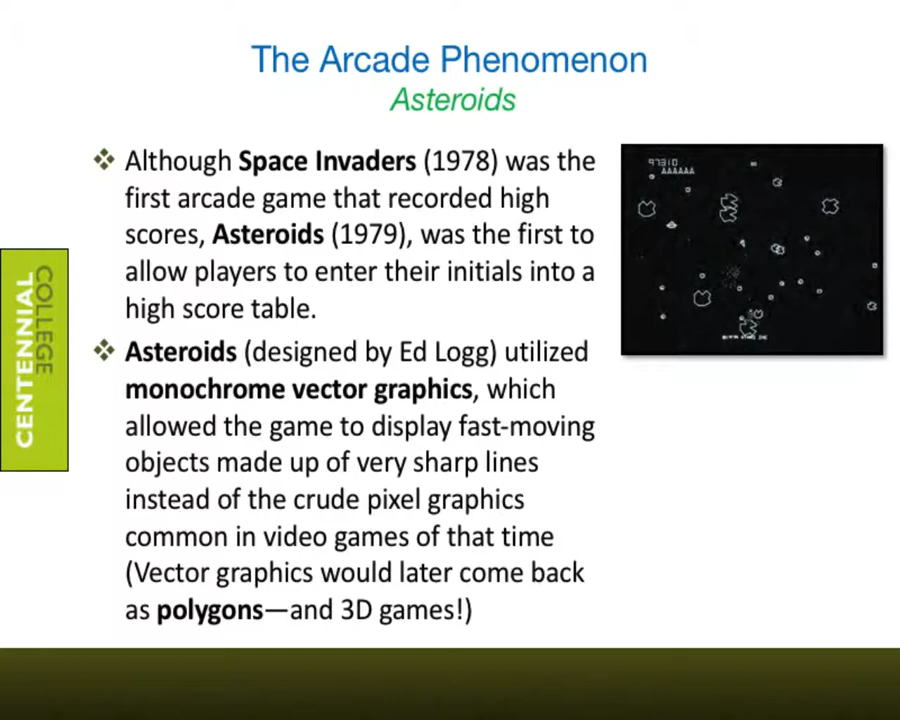 The Arcade Phenomenon
Asteroids
Although Space Invaders (1978) was the
first arcade game that recorded high
scores, Asteroids (1979), was the first to
allow players to enter their initials into a
high score table.
Asteroids (designed by Ed Logg) utilized
monochrome vector graphics, which
allowed the game to display fast-moving
objects made up of very sharp lines
instead of the crude pixel graphics
common in video games of that time
(Vector graphics would later come back
as polygons—and 3D games!)
97310
AAAAAA
CENTENNIAL
COLLEGE